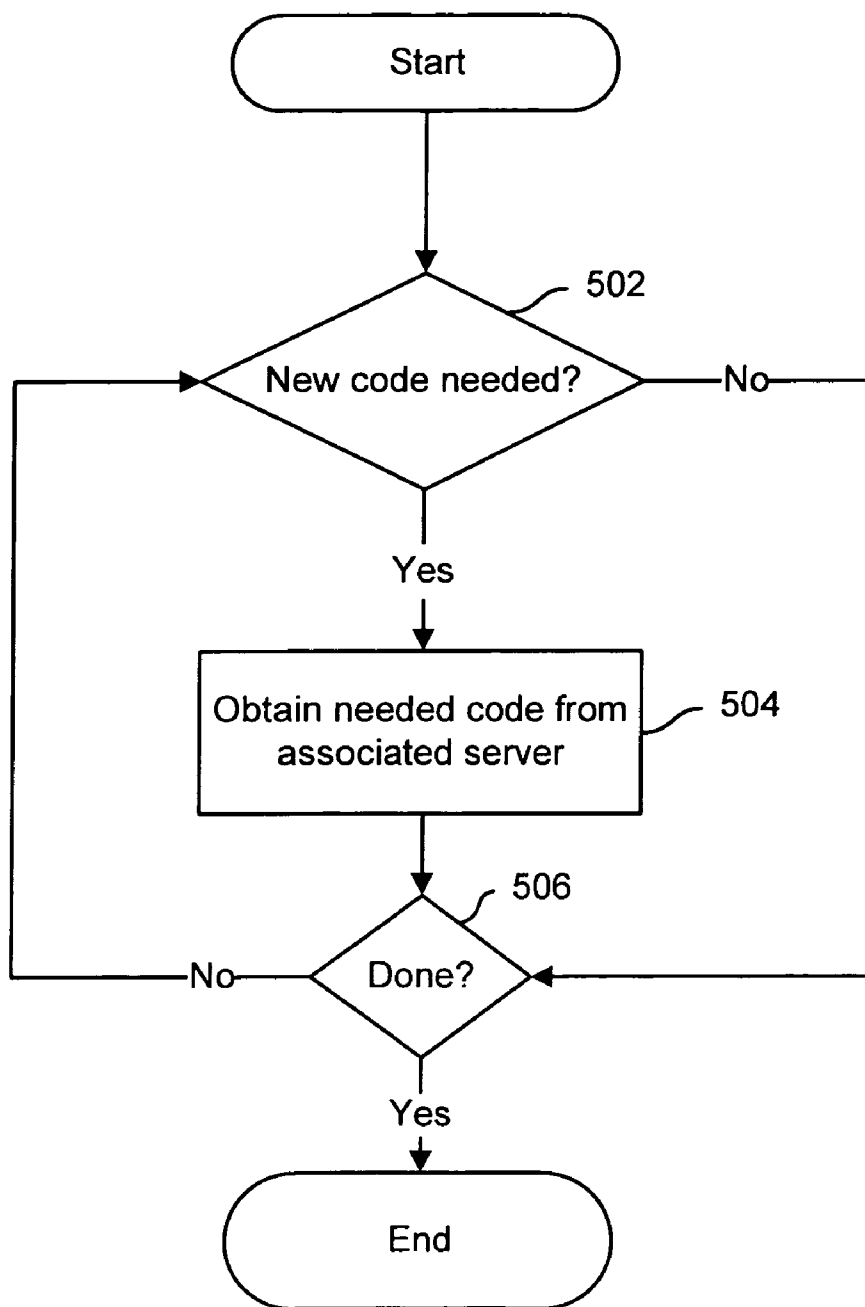 Start
502
New code needed?
No
Yes
Obtain needed code from
associated server
504
506
Done?
No
Yes
End